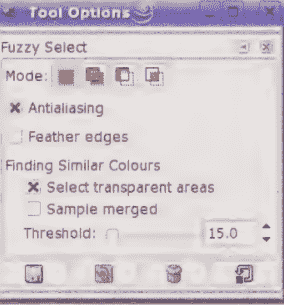 Tool Options
Fuzzy Select
Mode:
Antialiasing
Feather edges
Finding Similar Colours
Select transparent areas
Sample merged
Threshold: 15.0